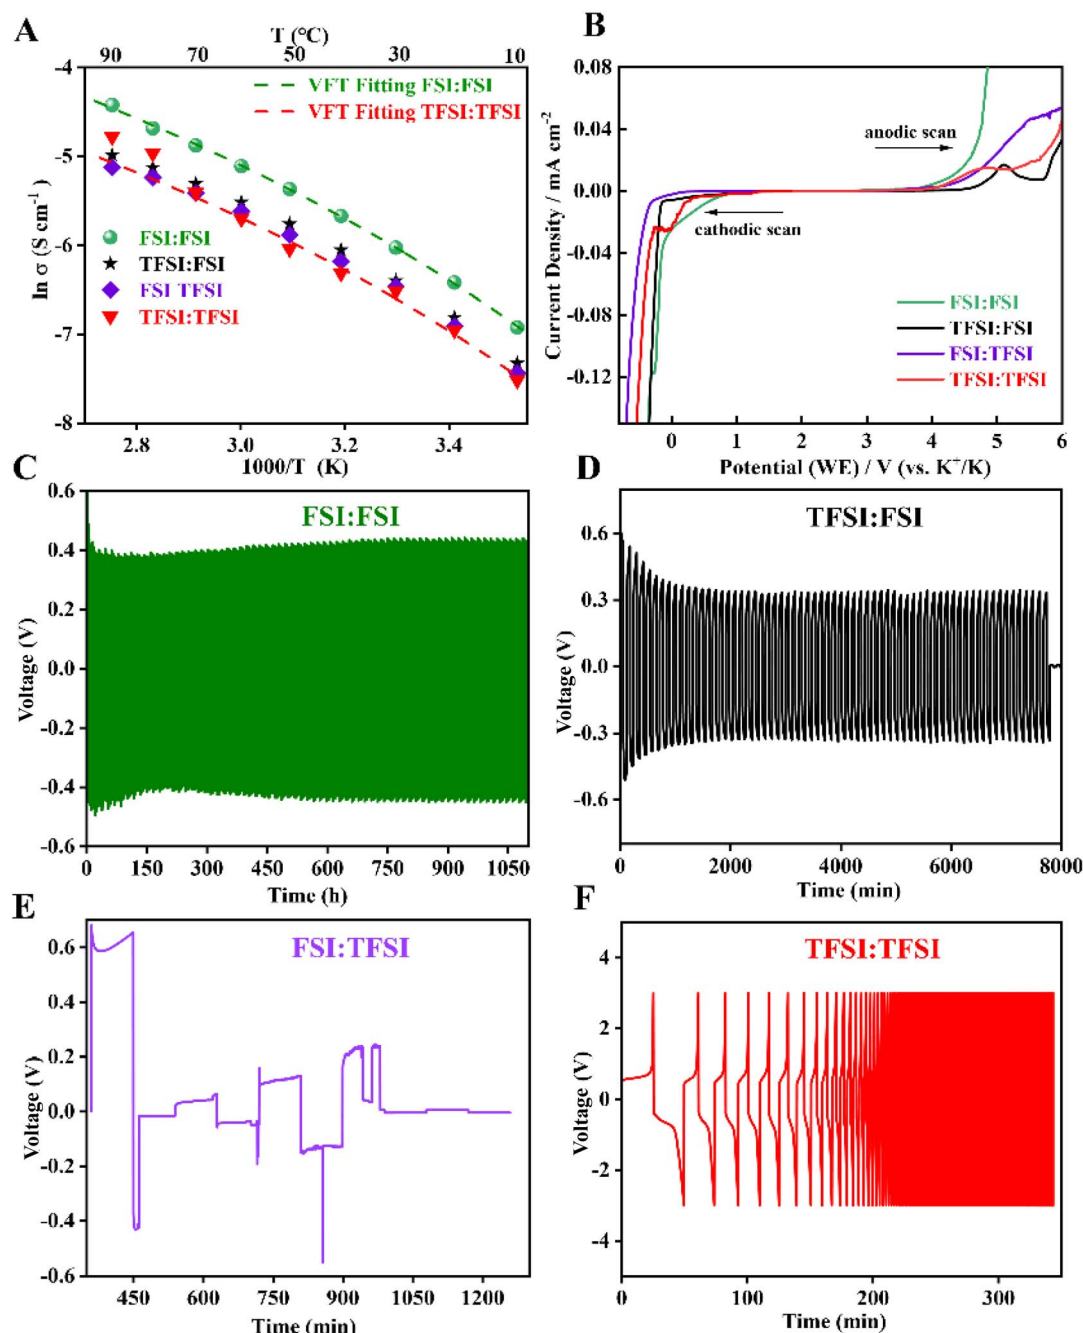 A
T (°C)
90 70 50 30 10
-4
-5
-6
-7
-8
ln σ (S cm⁻¹)
VFT Fitting FSI:FSI
VFT Fitting TFSI:TFSI
FSI:FSI
TFSI:FSI
FSI TFSI
TFSI:TFSI
2.8 3.0 3.2 3.4
1000/T (K)
B
0.08
0.04
0.00
-0.04
-0.08
-0.12
Current Density / mA cm⁻²
anodic scan
cathodic scan
FSI:FSI
TFSI:FSI
FSI:TFSI
TFSI:TFSI
0 1 2 3 4 5 6
Potential (WE) / V (vs. K⁺/K)
C
FSI:FSI
0.6
0.4
0.2
0.0
-0.2
-0.4
-0.6
Voltage (V)
0 150 300 450 600 750 900 1100
Time (h)
D
TFSI:FSI
0.6
0.3
0.0
-0.3
-0.6
Voltage (V)
0 2000 4000 6000 8000
Time (min)
E
FSI:TFSI
0.6
0.4
0.2
0.0
-0.2
-0.4
-0.6
Voltage (V)
450 600 750 900 1050 1200
Time (min)
F
TFSI:TFSI
4
2
0
-2
-4
Voltage (V)
0 100 200 300
Time (min)